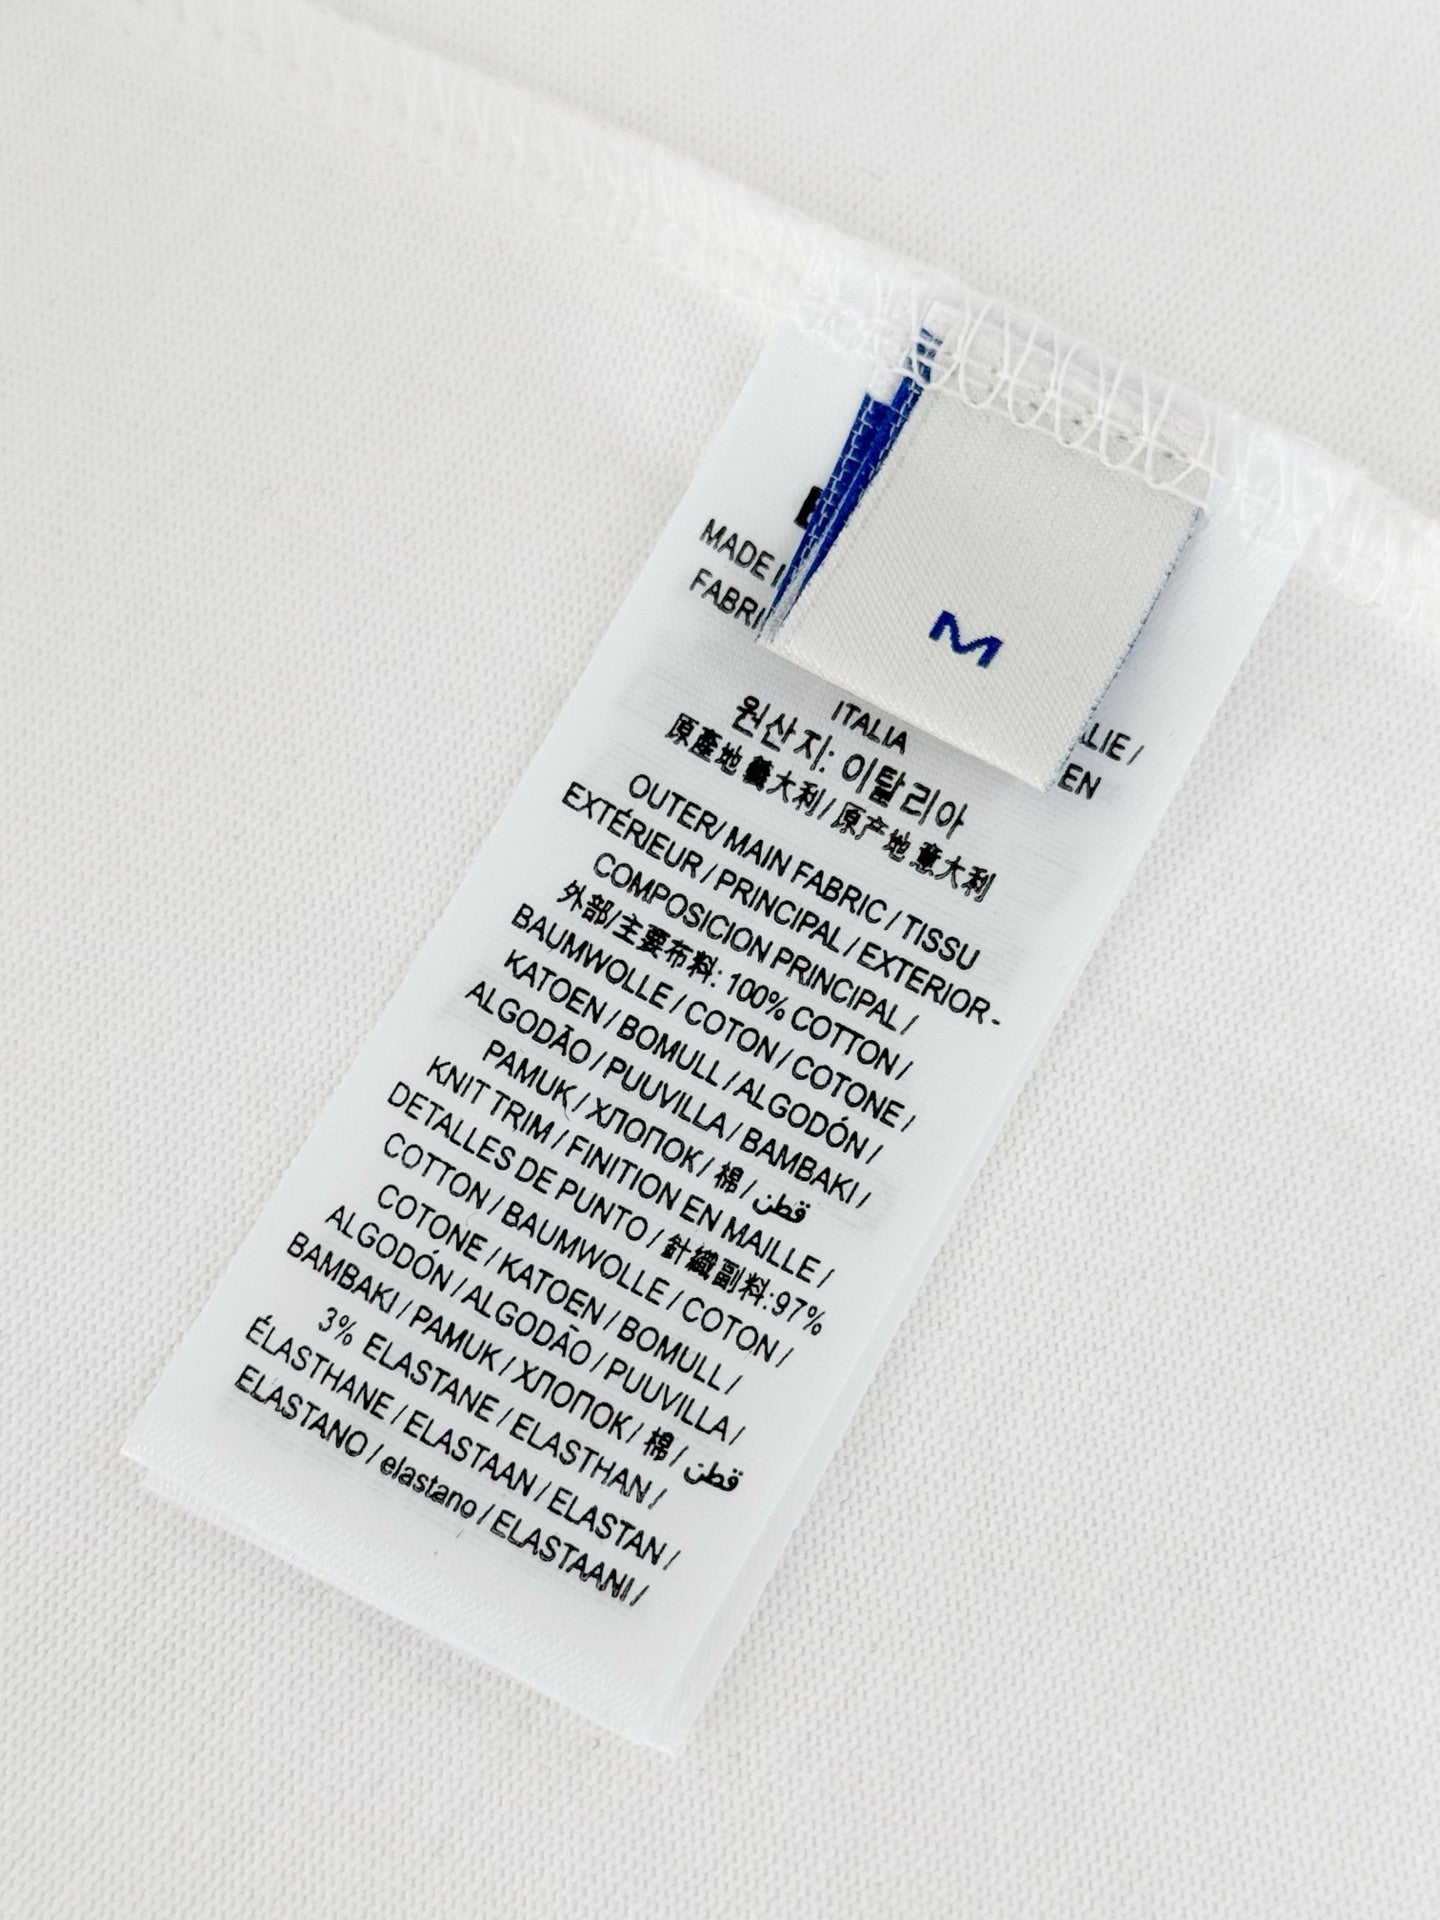 M
MADE I
FABRI
ALIE /
EN
ITALIA
원산지: 이탈리아
原產地 義大利 / 原产地 意大利
OUTER/ MAIN FABRIC / TISSU
EXTÉRIEUR / PRINCIPAL / EXTERIOR -
COMPOSICION PRINCIPAL /
外部/主要布料: 100% COTTON /
BAUMWOLLE / COTON / COTONE /
KATOEN / BOMULL / ALGODÓN /
ALGODÃO / PUUVILLA / BAMBAKI /
PAMUK / ХЛОПОК / 棉 / قطن
KNIT TRIM / FINITION EN MAILLE /
DETALLES DE PUNTO / 針織副料:97%
COTTON / BAUMWOLLE / COTON /
COTONE / KATOEN / BOMULL /
ALGODÓN / ALGODÃO / PUUVILLA /
BAMBAKI / PAMUK / ХЛОПОК / 棉 / قطن
3% ELASTANE / ELASTHAN /
ÉLASTHANE / ELASTAAN / ELASTAN /
ELASTANO / elastano / ELASTAANI /